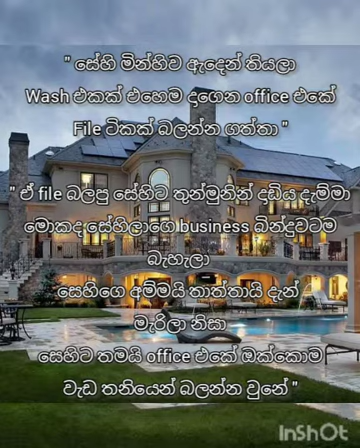 " සේහි මින්හිව ඇදෙන් තියලා
Wash එකක් එහෙම දාගෙන office එකේ
File ටිකක් බලන්න ගත්තා "
" ඒ file බලපු සේහිට තුන්මුනින් දාඩිය දැම්මා
මොකද සේහිලාගෙ business බින්දුවටම
බැහැලා
සෙහිගෙ අම්මයි තාත්තායි දැන්
මැරිලා නිසා
සෙහිට තමයි office එකේ ඔක්කොම
වැඩ තනියෙන් බලන්න වුනේ "
InShOt